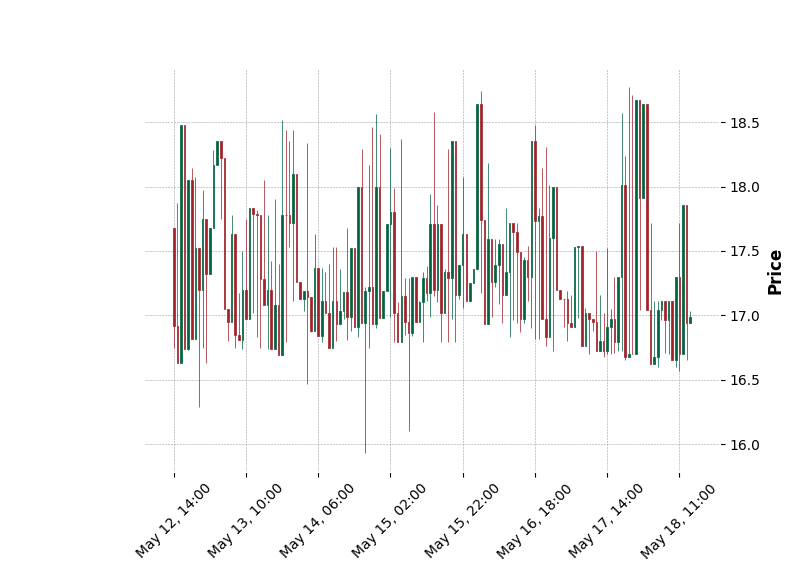 18.5
18.0
17.5
17.0
16.5
16.0
Price
May 12, 14:00
May 13, 10:00
May 14, 06:00
May 15, 02:00
May 15, 22:00
May 16, 18:00
May 17, 14:00
May 18, 11:00